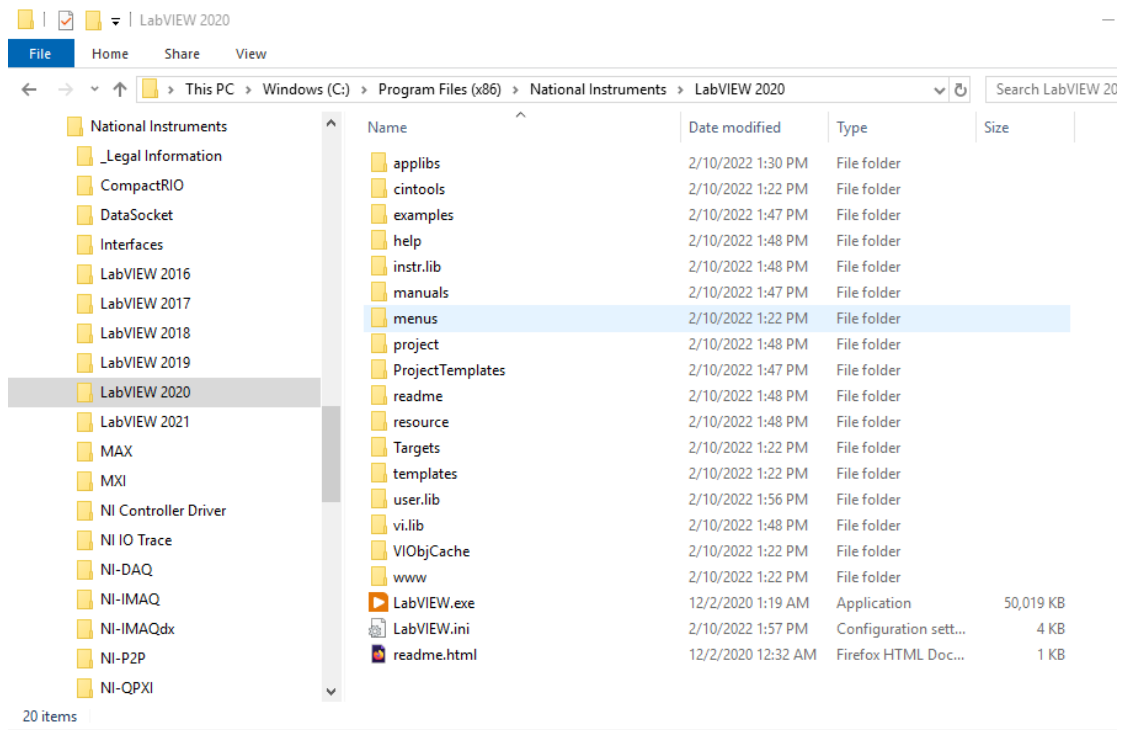 LabVIEW 2020
File Home Share View
This PC > Windows (C:) > Program Files (x86) > National Instruments > LabVIEW 2020
Search LabVIEW 20
National Instruments
_Legal Information
CompactRIO
DataSocket
Interfaces
LabVIEW 2016
LabVIEW 2017
LabVIEW 2018
LabVIEW 2019
LabVIEW 2020
LabVIEW 2021
MAX
MXI
NI Controller Driver
NI IO Trace
NI-DAQ
NI-IMAQ
NI-IMAQdx
NI-P2P
NI-QPXI
Name Date modified Type Size
applibs 2/10/2022 1:30 PM File folder
cintools 2/10/2022 1:22 PM File folder
examples 2/10/2022 1:47 PM File folder
help 2/10/2022 1:48 PM File folder
instr.lib 2/10/2022 1:48 PM File folder
manuals 2/10/2022 1:47 PM File folder
menus 2/10/2022 1:22 PM File folder
project 2/10/2022 1:48 PM File folder
ProjectTemplates 2/10/2022 1:47 PM File folder
readme 2/10/2022 1:48 PM File folder
resource 2/10/2022 1:48 PM File folder
Targets 2/10/2022 1:22 PM File folder
templates 2/10/2022 1:22 PM File folder
user.lib 2/10/2022 1:56 PM File folder
vi.lib 2/10/2022 1:48 PM File folder
VIObjCache 2/10/2022 1:22 PM File folder
www 2/10/2022 1:22 PM File folder
LabVIEW.exe 12/2/2020 1:19 AM Application 50,019 KB
LabVIEW.ini 2/10/2022 1:57 PM Configuration sett... 4 KB
readme.html 12/2/2020 12:32 AM Firefox HTML Doc... 1 KB
20 items